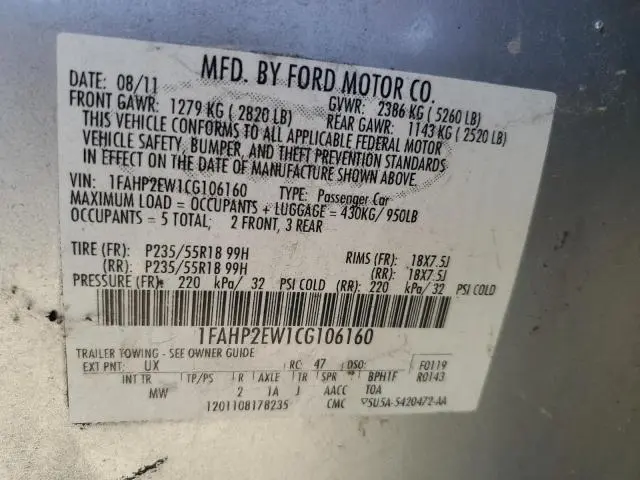 MFD. BY FORD MOTOR CO.
DATE: 08/11 GVWR: 2386 KG ( 5260 LB)
FRONT GAWR: 1279 KG ( 2820 LB) REAR GAWR: 1143 KG ( 2520 LB)
THIS VEHICLE CONFORMS TO ALL APPLICABLE FEDERAL MOTOR
VEHICLE SAFETY, BUMPER, AND THEFT PREVENTION STANDARDS
IN EFFECT ON THE DATE OF MANUFACTURE SHOWN ABOVE.
VIN: 1FAHP2EW1CG106160 TYPE: Passenger Car
MAXIMUM LOAD = OCCUPANTS + LUGGAGE = 430KG/ 950LB
OCCUPANTS = 5 TOTAL; 2 FRONT, 3 REAR
TIRE (FR): P235/55R18 99H RIMS (FR): 18X7.5J
(RR): P235/55R18 99H (RR): 18X7.5J
PRESSURE (FR): 220 kPa/ 32 PSI COLD (RR): 220 kPa/ 32 PSI COLD
1FAHP2EW1CG106160
TRAILER TOWING - SEE OWNER GUIDE
EXT PNT: UX RC: 47 DSO: F0119
INT TR TP/PS R AXLE TR SPR BPH1F R0143
MW 2 1A J AACC TOA
1201108178235 CMC 5U5A-5420472-AA